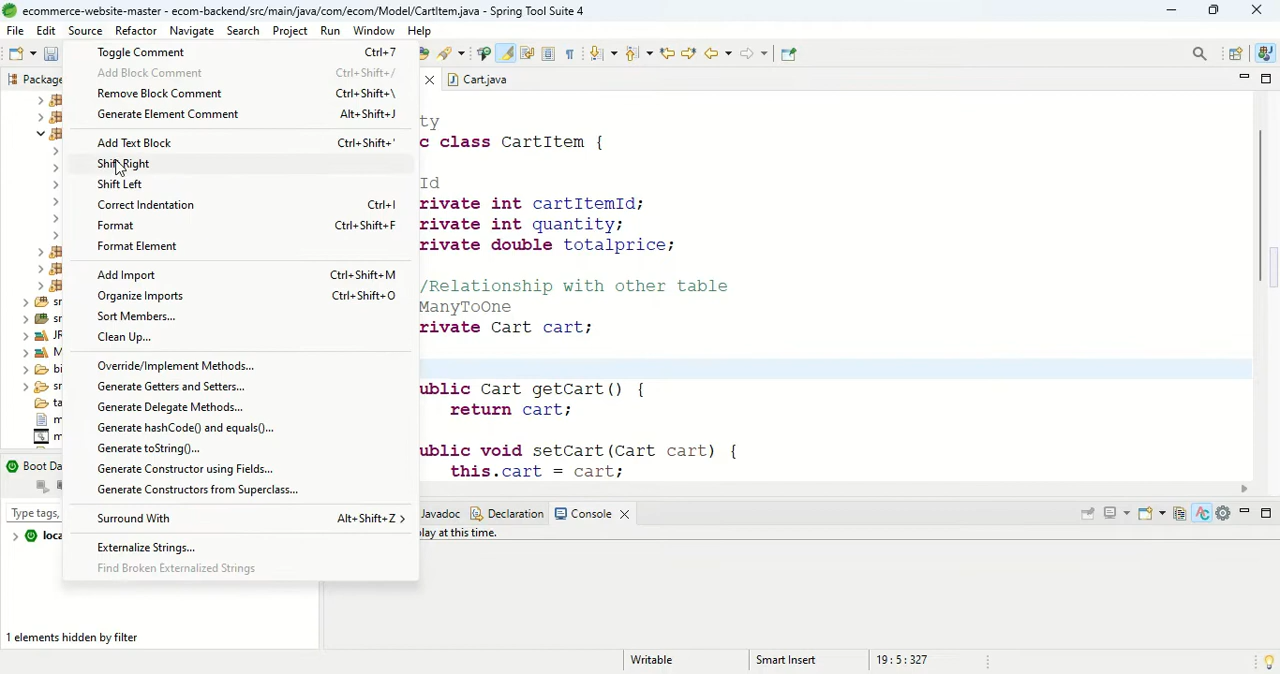 ecommerce-website-master - ecom-backend/src/main/java/com/ecom/Model/CartItem.java - Spring Tool Suite 4
File Edit Source Refactor Navigate Search Project Run Window Help
Package
Cart.java
Toggle Comment Ctrl+7
Add Block Comment Ctrl+Shift+/
Remove Block Comment Ctrl+Shift+\
Generate Element Comment Alt+Shift+J
Add Text Block Ctrl+Shift+'
Shift Right
Shift Left
Correct Indentation Ctrl+I
Format Ctrl+Shift+F
Format Element
Add Import Ctrl+Shift+M
Organize Imports Ctrl+Shift+O
Sort Members...
Clean Up...
Override/Implement Methods...
Generate Getters and Setters...
Generate Delegate Methods...
Generate hashCode() and equals()...
Generate toString()...
Generate Constructor using Fields...
Generate Constructors from Superclass...
Surround With Alt+Shift+Z >
Externalize Strings...
Find Broken Externalized Strings
sr
sr
JR
M
bi
sr
ta
m
m
Boot Da
Type tags,
loca
1 elements hidden by filter
ty
c class CartItem {
Id
rivate int cartItemId;
rivate int quantity;
rivate double totalprice;
/Relationship with other table
ManyToOne
rivate Cart cart;
ublic Cart getCart() {
return cart;
ublic void setCart(Cart cart) {
this.cart = cart;
Javadoc Declaration Console
play at this time.
Writable Smart Insert 19 : 5 : 327